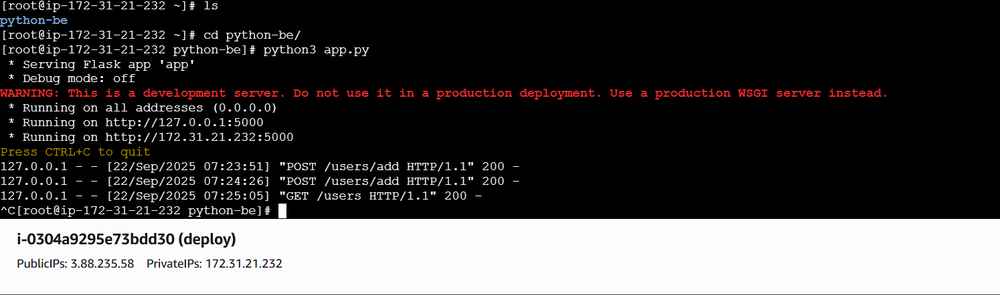 [root@ip-172-31-21-232 ~]# ls
python-be
[root@ip-172-31-21-232 ~]# cd python-be/
[root@ip-172-31-21-232 python-be]# python3 app.py
 * Serving Flask app 'app'
 * Debug mode: off
WARNING: This is a development server. Do not use it in a production deployment. Use a production WSGI server instead.
 * Running on all addresses (0.0.0.0)
 * Running on http://127.0.0.1:5000
 * Running on http://172.31.21.232:5000
Press CTRL+C to quit
127.0.0.1 - - [22/Sep/2025 07:23:51] "POST /users/add HTTP/1.1" 200 -
127.0.0.1 - - [22/Sep/2025 07:24:26] "POST /users/add HTTP/1.1" 200 -
127.0.0.1 - - [22/Sep/2025 07:25:05] "GET /users HTTP/1.1" 200 -
^C[root@ip-172-31-21-232 python-be]#
i-0304a9295e73bdd30 (deploy)
PublicIPs: 3.88.235.58 PrivateIPs: 172.31.21.232